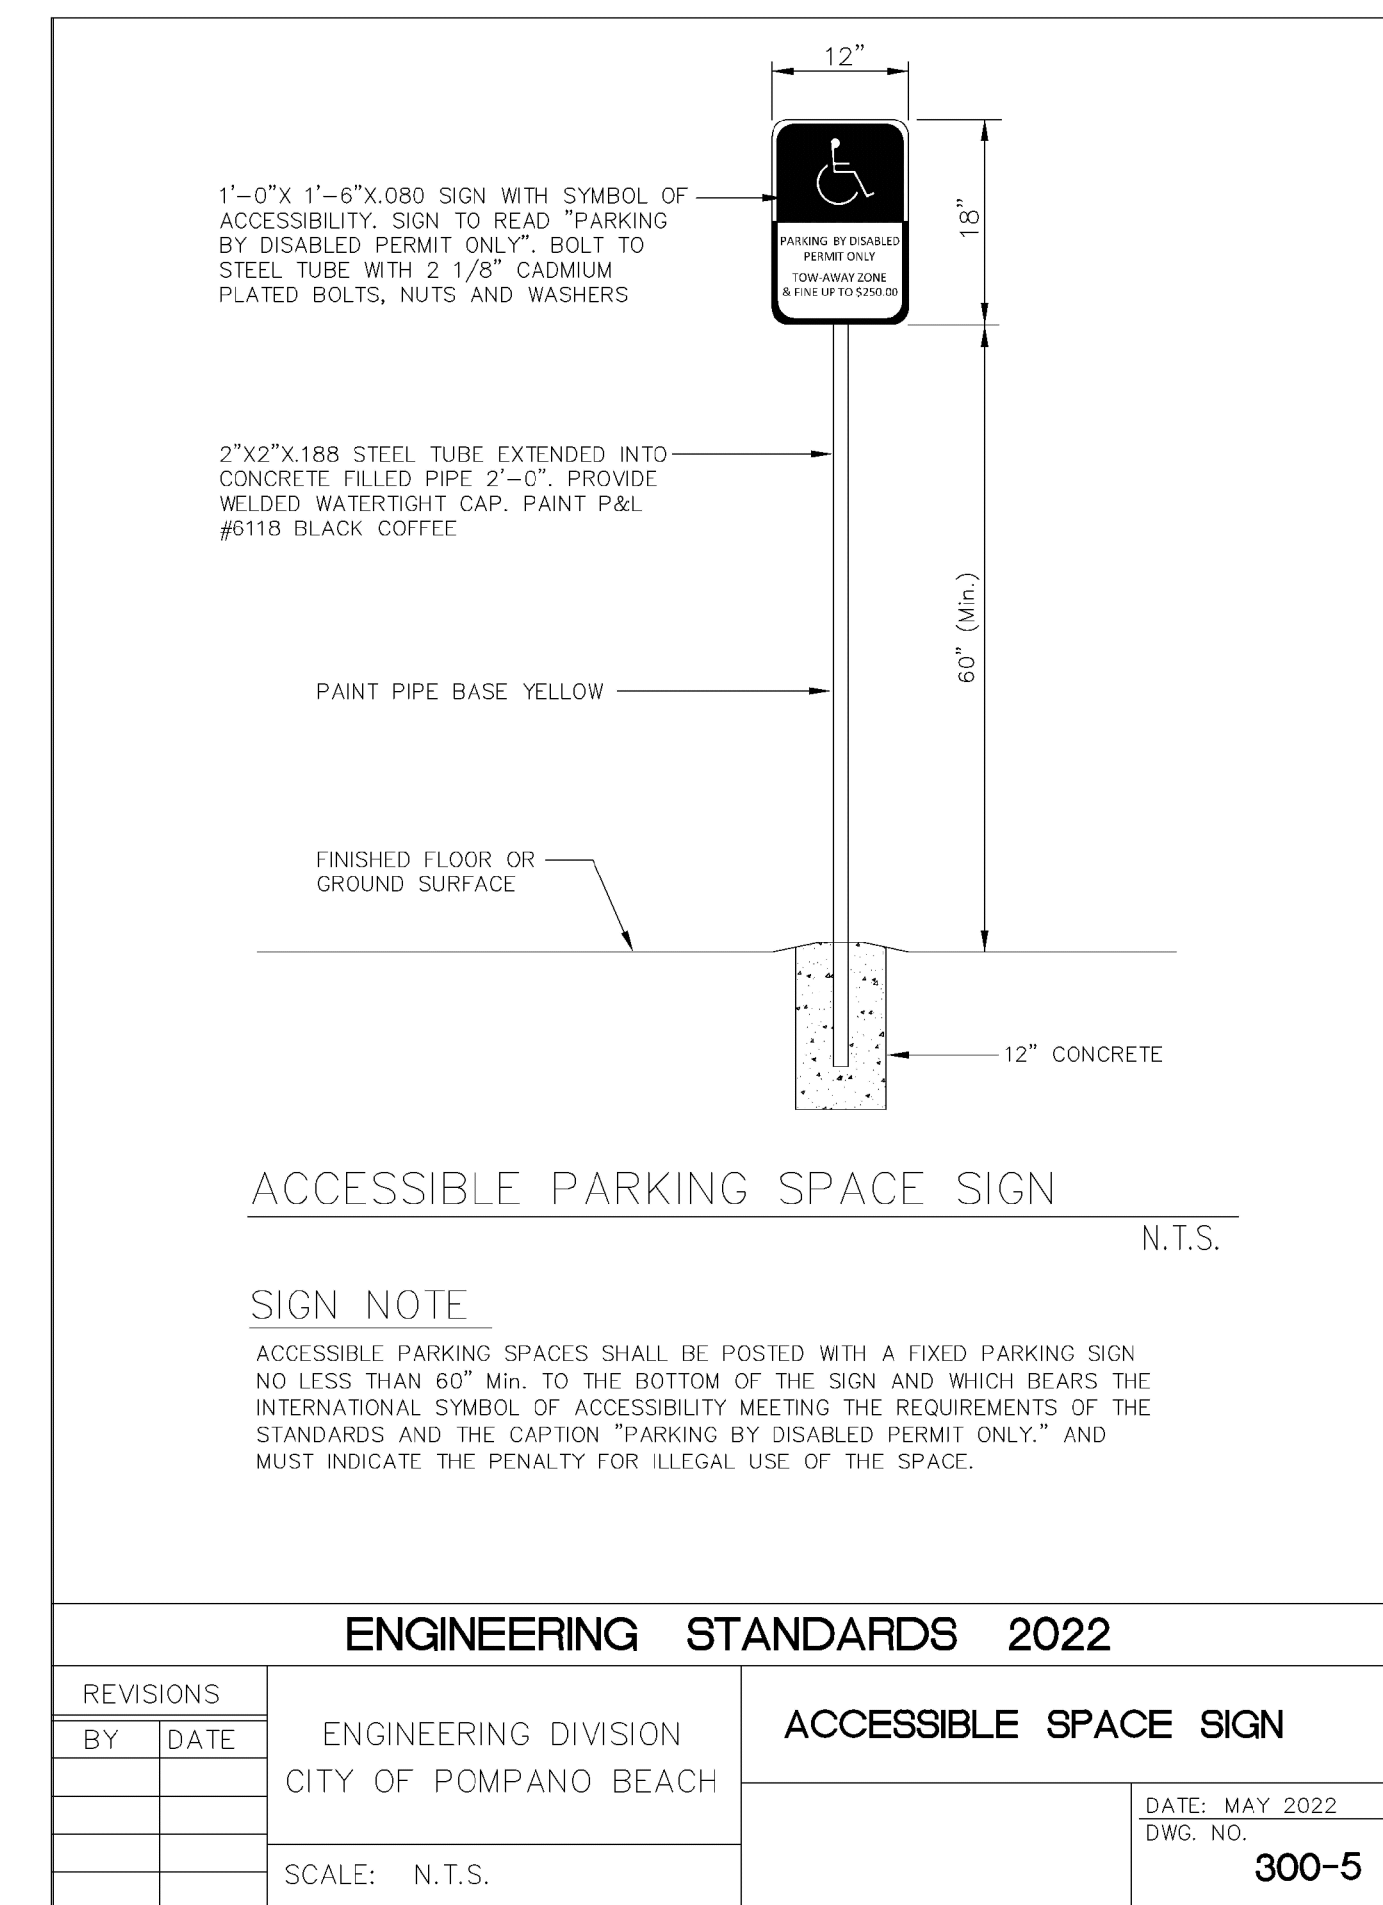 12"
1'-0"X 1'-6"X.080 SIGN WITH SYMBOL OF
ACCESSIBILITY. SIGN TO READ "PARKING
BY DISABLED PERMIT ONLY". BOLT TO
STEEL TUBE WITH 2 1/8" CADMIUM
PLATED BOLTS, NUTS AND WASHERS
PARKING BY DISABLED
PERMIT ONLY
TOW-AWAY ZONE
& FINE UP TO $250.00
18"
2"X2"X.188 STEEL TUBE EXTENDED INTO
CONCRETE FILLED PIPE 2'-0". PROVIDE
WELDED WATERTIGHT CAP. PAINT P&L
#6118 BLACK COFFEE
60" (Min.)
PAINT PIPE BASE YELLOW
FINISHED FLOOR OR
GROUND SURFACE
12" CONCRETE
ACCESSIBLE PARKING SPACE SIGN
N.T.S.
SIGN NOTE
ACCESSIBLE PARKING SPACES SHALL BE POSTED WITH A FIXED PARKING SIGN
NO LESS THAN 60" Min. TO THE BOTTOM OF THE SIGN AND WHICH BEARS THE
INTERNATIONAL SYMBOL OF ACCESSIBILITY MEETING THE REQUIREMENTS OF THE
STANDARDS AND THE CAPTION "PARKING BY DISABLED PERMIT ONLY." AND
MUST INDICATE THE PENALTY FOR ILLEGAL USE OF THE SPACE.
ENGINEERING STANDARDS 2022
REVISIONS
BY DATE
ENGINEERING DIVISION
CITY OF POMPANO BEACH
SCALE: N.T.S.
ACCESSIBLE SPACE SIGN
DATE: MAY 2022
DWG. NO.
300-5